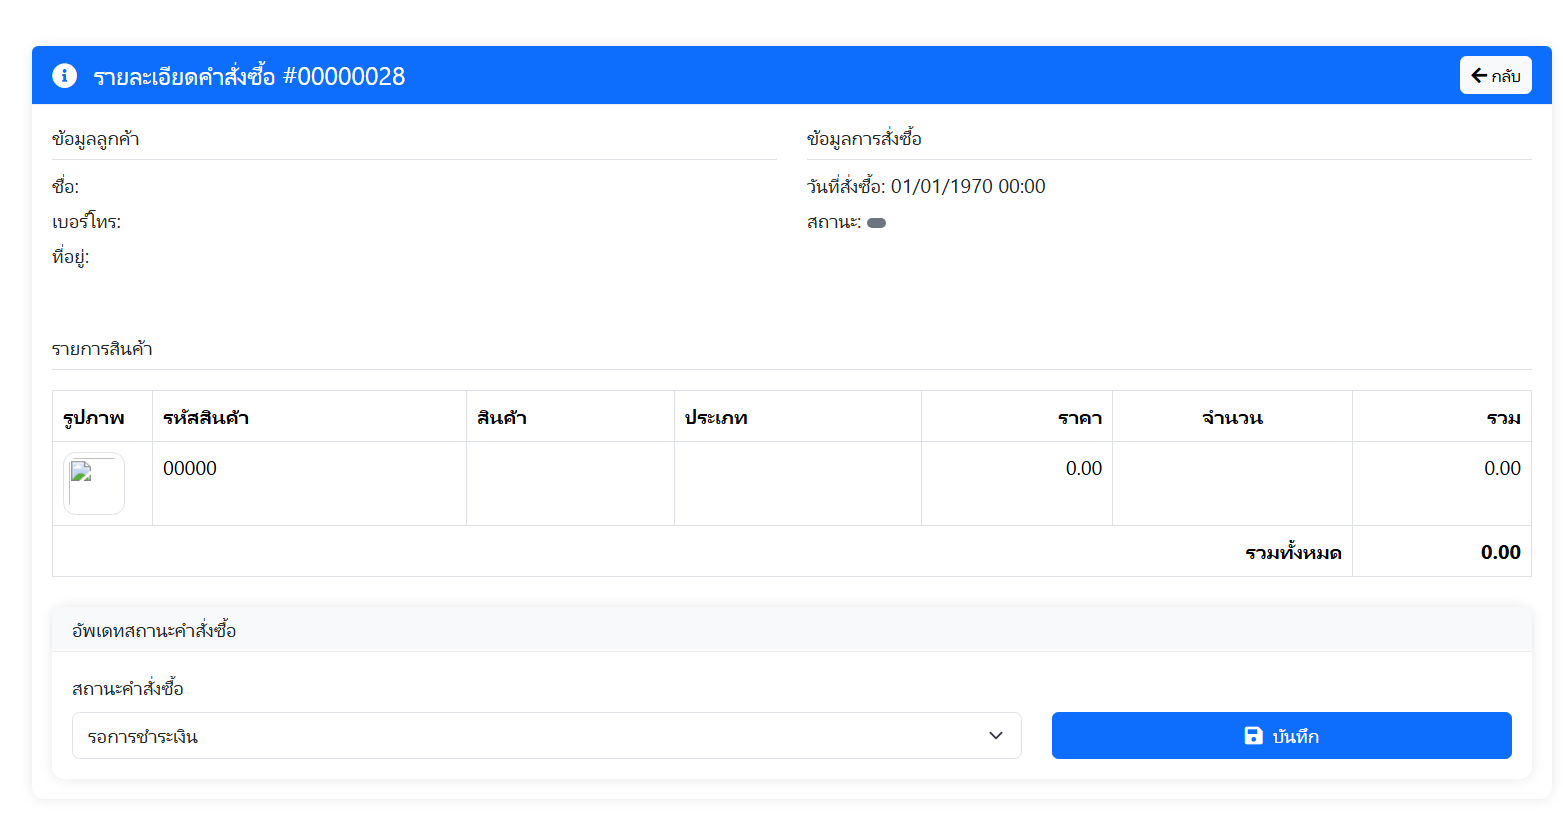 รายละเอียดคำสั่งซื้อ #00000028
กลับ
ข้อมูลลูกค้า
ชื่อ:
เบอร์โทร:
ที่อยู่:
ข้อมูลการสั่งซื้อ
วันที่สั่งซื้อ: 01/01/1970 00:00
สถานะ:
รายการสินค้า
รูปภาพ รหัสสินค้า สินค้า ประเภท ราคา จำนวน รวม
00000 0.00 0.00
รวมทั้งหมด 0.00
อัพเดทสถานะคำสั่งซื้อ
สถานะคำสั่งซื้อ
รอการชำระเงิน
บันทึก